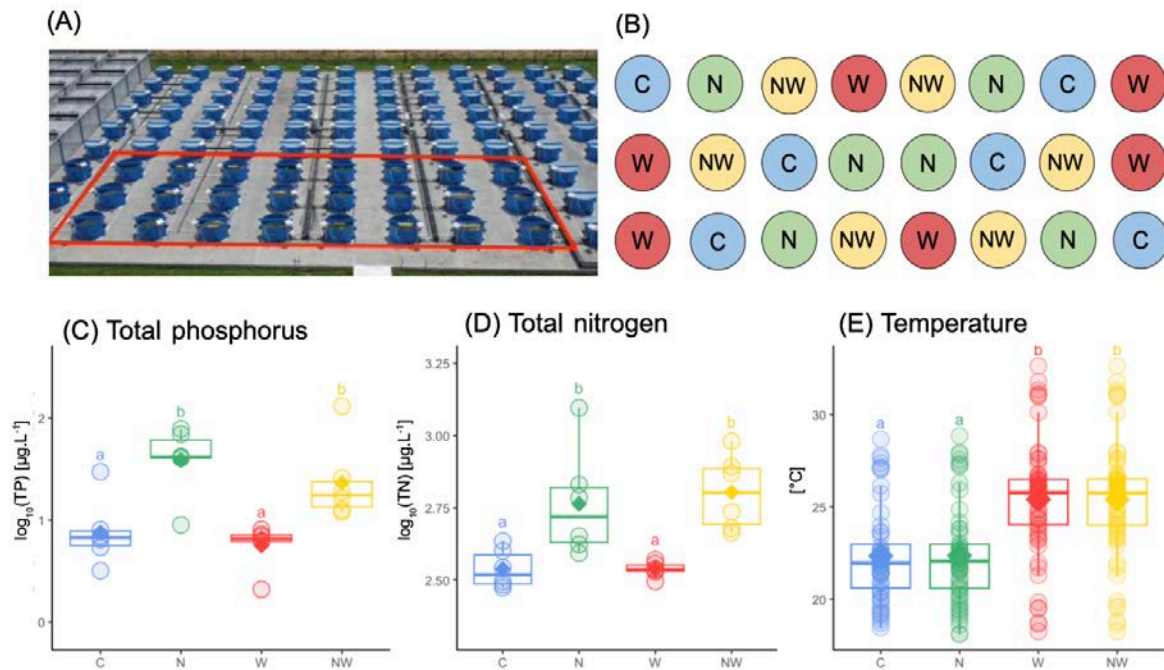 (A)
(B)
C N NW W NW N C W
W NW C N N C NW W
W C N NW W NW N C
(C) Total phosphorus
log10(TP) [µg.L⁻¹]
2
1
0
a
b
a
b
C N W NW
(D) Total nitrogen
log10(TN) [µg.L⁻¹]
3.25
3.00
2.75
2.50
a
b
a
b
C N W NW
(E) Temperature
[°C]
30
25
20
a
a
b
b
C N W NW